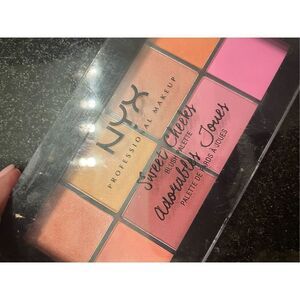 NYX
PROFESSIONAL MAKEUP
Sweet Cheeks
BLUSH PALETTE
Adorables Joues
PALETTE DE FARDS À JOUES